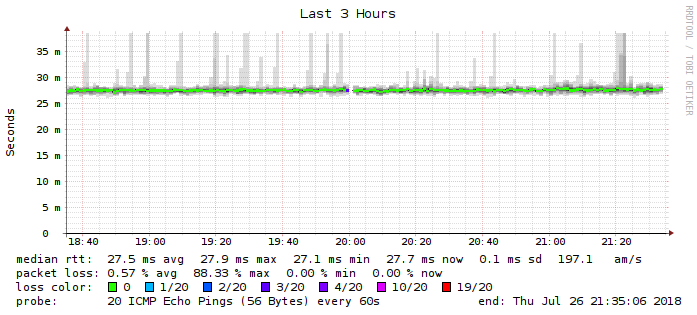 Last 3 Hours
RRDTOOL / TOBI OETIKER
Seconds
35 m
30 m
25 m
20 m
15 m
10 m
5 m
0
18:40 19:00 19:20 19:40 20:00 20:20 20:40 21:00 21:20
median rtt: 27.5 ms avg 27.9 ms max 27.1 ms min 27.7 ms now 0.1 ms sd 197.1 am/s
packet loss: 0.57 % avg 88.33 % max 0.00 % min 0.00 % now
loss color: 0 1/20 2/20 3/20 4/20 10/20 19/20
probe: 20 ICMP Echo Pings (56 Bytes) every 60s end: Thu Jul 26 21:35:06 2018